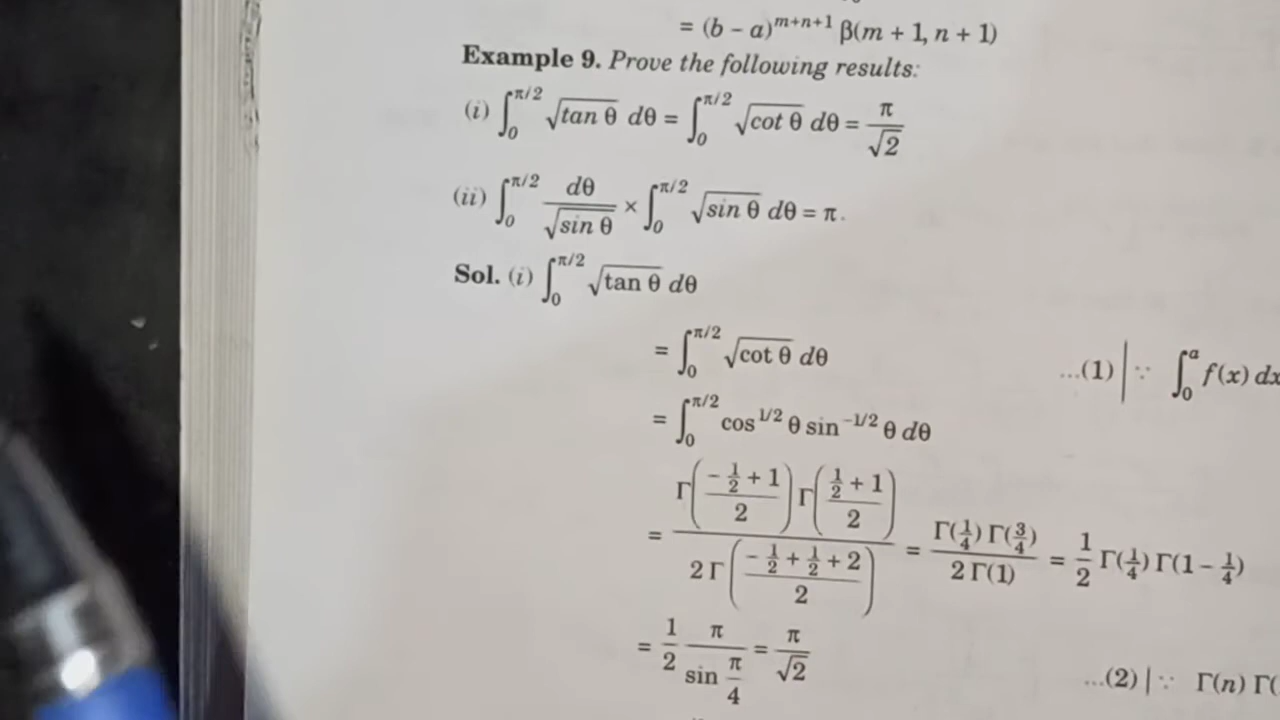 = (b – a)^{m+n+1} β(m + 1, n + 1)
Example 9. Prove the following results:
(i) ∫_0^{π/2} √(tan θ) dθ = ∫_0^{π/2} √(cot θ) dθ = π/√2
(ii) ∫_0^{π/2} dθ/√(sin θ) × ∫_0^{π/2} √(sin θ) dθ = π.
Sol. (i) ∫_0^{π/2} √(tan θ) dθ
= ∫_0^{π/2} √(cot θ) dθ ...(1) | ∵ ∫_0^a f(x) dx
= ∫_0^{π/2} cos^{1/2} θ sin^{–1/2} θ dθ
= Γ((–1/2 + 1)/2) Γ((1/2 + 1)/2) / 2 Γ((–1/2 + 1/2 + 2)/2) = Γ(1/4) Γ(3/4) / 2 Γ(1) = 1/2 Γ(1/4) Γ(1 – 1/4)
= 1/2 π/(sin π/4) = π/√2 ...(2) | ∵ Γ(n) Γ(